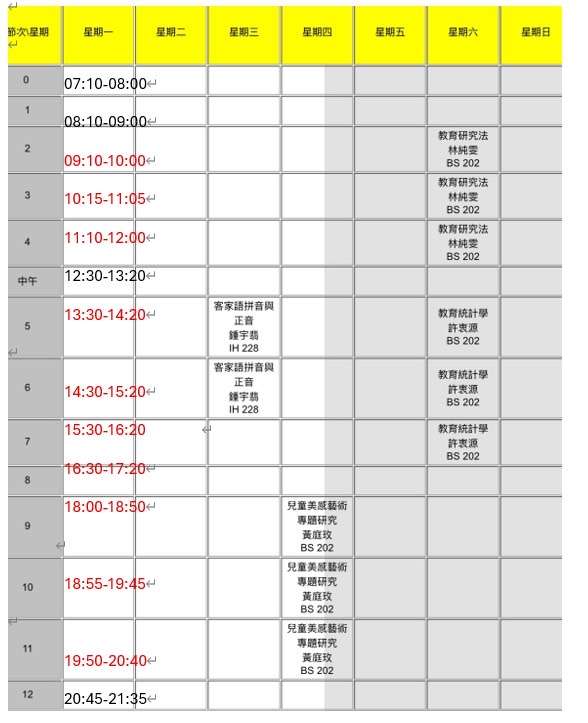 節次\星期 星期一 星期二 星期三 星期四 星期五 星期六 星期日
0 07:10-08:00
1 08:10-09:00
2 09:10-10:00
教育研究法
林純雯
BS 202
3 10:15-11:05
教育研究法
林純雯
BS 202
4 11:10-12:00
教育研究法
林純雯
BS 202
中午 12:30-13:20
5 13:30-14:20
客家語拼音與
正音
鍾宇翡
IH 228
教育統計學
許衷源
BS 202
6 14:30-15:20
客家語拼音與
正音
鍾宇翡
IH 228
教育統計學
許衷源
BS 202
7 15:30-16:20
教育統計學
許衷源
BS 202
8 16:30-17:20
9 18:00-18:50
兒童美感藝術
專題研究
黃庭玫
BS 202
10 18:55-19:45
兒童美感藝術
專題研究
黃庭玫
BS 202
11 19:50-20:40
兒童美感藝術
專題研究
黃庭玫
BS 202
12 20:45-21:35